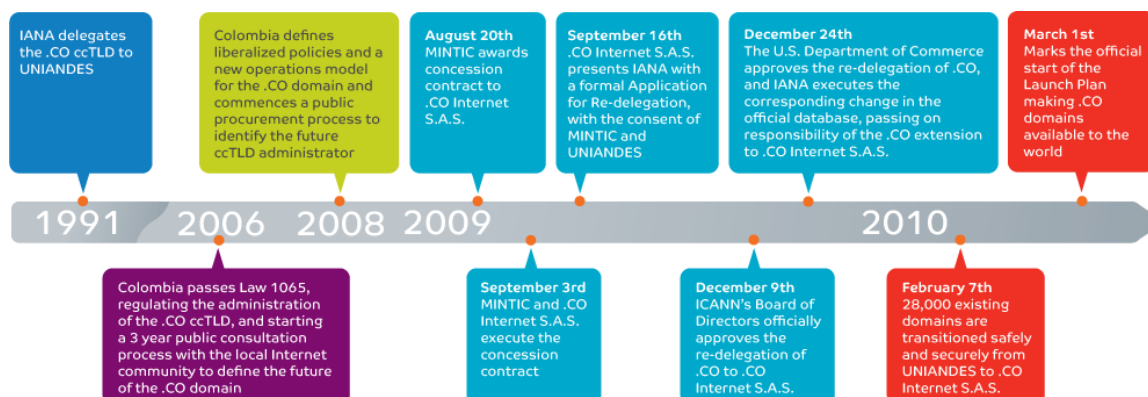 IANA delegates
the .CO ccTLD to
UNIANDES
Colombia defines
liberalized policies and a
new operations model
for the .CO domain and
commences a public
procurement process to
identify the future
ccTLD administrator
August 20th
MINTIC awards
concession
contract to
.CO Internet
S.A.S.
September 16th
.CO Internet S.A.S.
presents IANA with
a formal Application
for Re-delegation,
with the consent of
MINTIC and
UNIANDES
December 24th
The U.S. Department of Commerce
approves the re-delegation of .CO,
and IANA executes the
corresponding change in the
official database, passing on
responsibility of the .CO extension
to .CO Internet S.A.S.
March 1st
Marks the official
start of the
Launch Plan
making .CO
domains
available to the
world
1991 2006 2008 2009 2010
Colombia passes Law 1065,
regulating the administration
of the .CO ccTLD, and starting
a 3 year public consultation
process with the local Internet
community to define the future
of the .CO domain
September 3rd
MINTIC and .CO
Internet S.A.S.
execute the
concession
contract
December 9th
ICANN's Board of
Directors officially
approves the
re-delegation of
.CO to .CO
Internet S.A.S.
February 7th
28,000 existing
domains are
transitioned safely
and securely from
UNIANDES to .CO
Internet S.A.S.